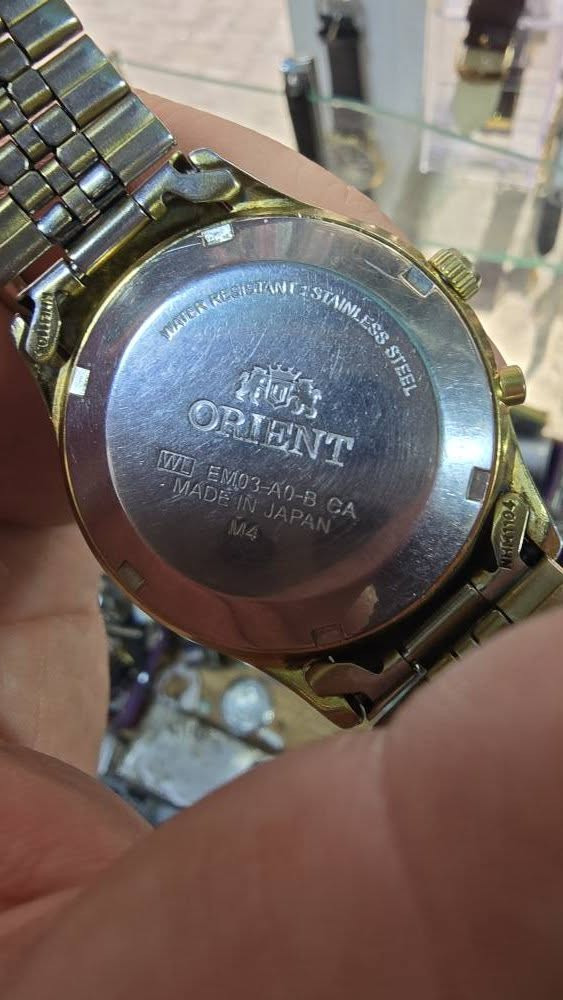 WATER RESISTANT : STAINLESS STEEL
ORIENT
WL EM03-A0-B CA
MADE IN JAPAN
M4